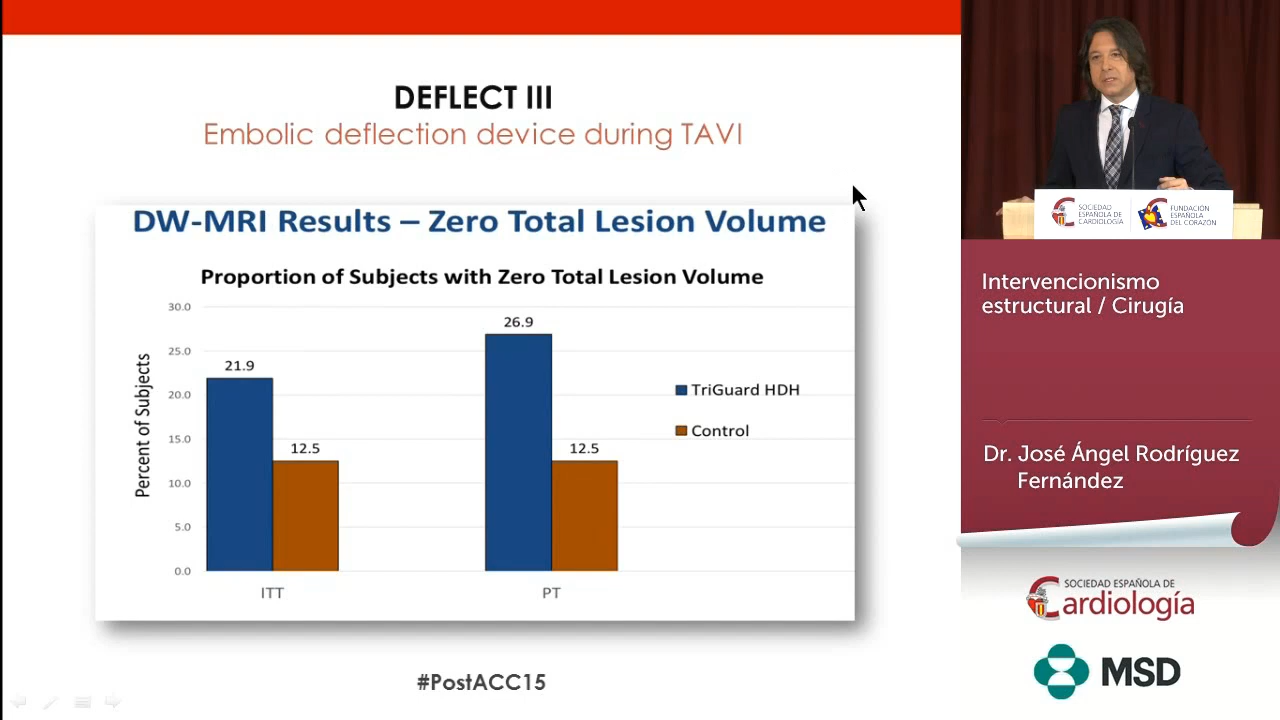 DEFLECT III
Embolic deflection device during TAVI
DW-MRI Results – Zero Total Lesion Volume
Proportion of Subjects with Zero Total Lesion Volume
Percent of Subjects
30.0
25.0
20.0
15.0
10.0
5.0
0.0
21.9
12.5
26.9
12.5
ITT
PT
TriGuard HDH
Control
#PostACC15
SOCIEDAD
ESPAÑOLA DE
CARDIOLOGÍA
FUNDACIÓN
ESPAÑOLA
DEL CORAZÓN
Intervencionismo
estructural / Cirugía
Dr. José Ángel Rodríguez
Fernández
SOCIEDAD ESPAÑOLA DE
Cardiología
MSD